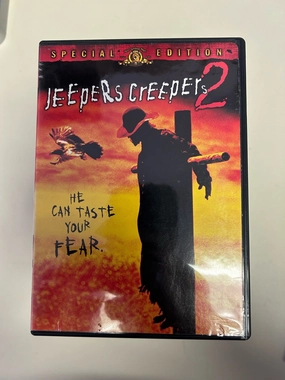 SPECIAL EDITION
JEEPERS CREEPERS 2
HE
CAN TASTE
YOUR
FEAR.